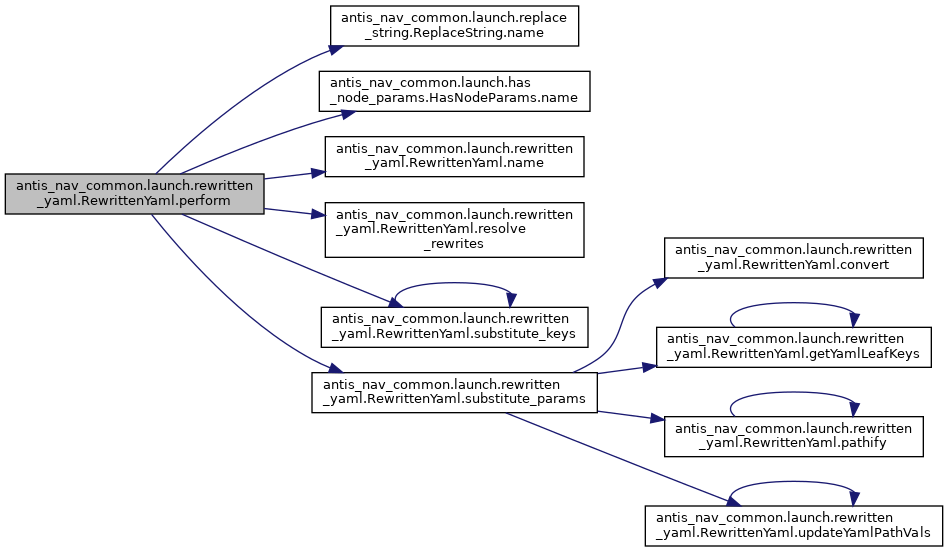 antis_nav_common.launch.replace
_string.ReplaceString.name
antis_nav_common.launch.has
_node_params.HasNodeParams.name
antis_nav_common.launch.rewritten
_yaml.RewrittenYaml.name
antis_nav_common.launch.rewritten
_yaml.RewrittenYaml.perform
antis_nav_common.launch.rewritten
_yaml.RewrittenYaml.resolve
_rewrites
antis_nav_common.launch.rewritten
_yaml.RewrittenYaml.substitute_keys
antis_nav_common.launch.rewritten
_yaml.RewrittenYaml.substitute_params
antis_nav_common.launch.rewritten
_yaml.RewrittenYaml.convert
antis_nav_common.launch.rewritten
_yaml.RewrittenYaml.getYamlLeafKeys
antis_nav_common.launch.rewritten
_yaml.RewrittenYaml.pathify
antis_nav_common.launch.rewritten
_yaml.RewrittenYaml.updateYamlPathVals